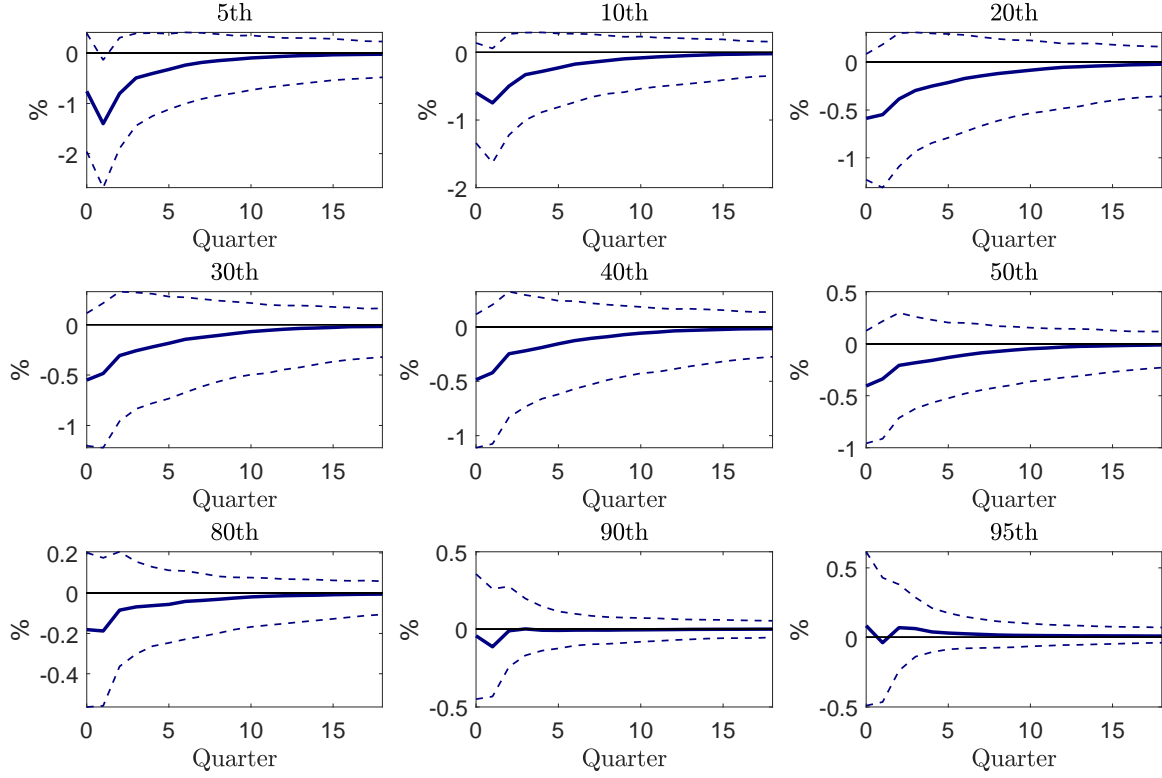 5th 10th 20th
0 0 0
-1 -1 -0.5
-2 -2 -1
% % %
0 5 10 15 0 5 10 15 0 5 10 15
Quarter Quarter Quarter
30th 40th 50th
0 0 0.5
-0.5 -0.5 0
-1 -1 -0.5
-1
% % %
0 5 10 15 0 5 10 15 0 5 10 15
Quarter Quarter Quarter
80th 90th 95th
0.2 0.5 0.5
0 0 0
-0.2 -0.5 -0.5
-0.4
% % %
0 5 10 15 0 5 10 15 0 5 10 15
Quarter Quarter Quarter